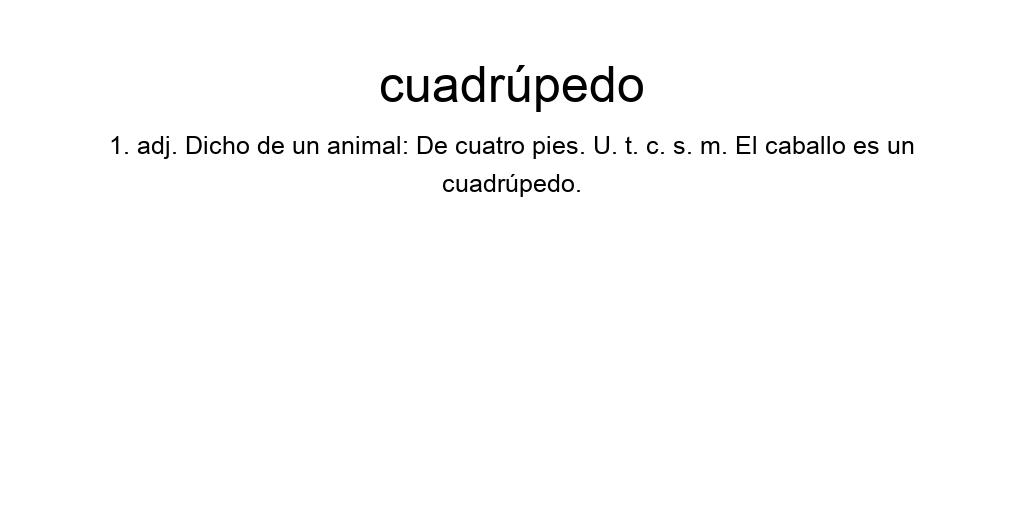 cuadrúpedo
1. adj. Dicho de un animal: De cuatro pies. U. t. c. s. m. El caballo es un
cuadrúpedo.